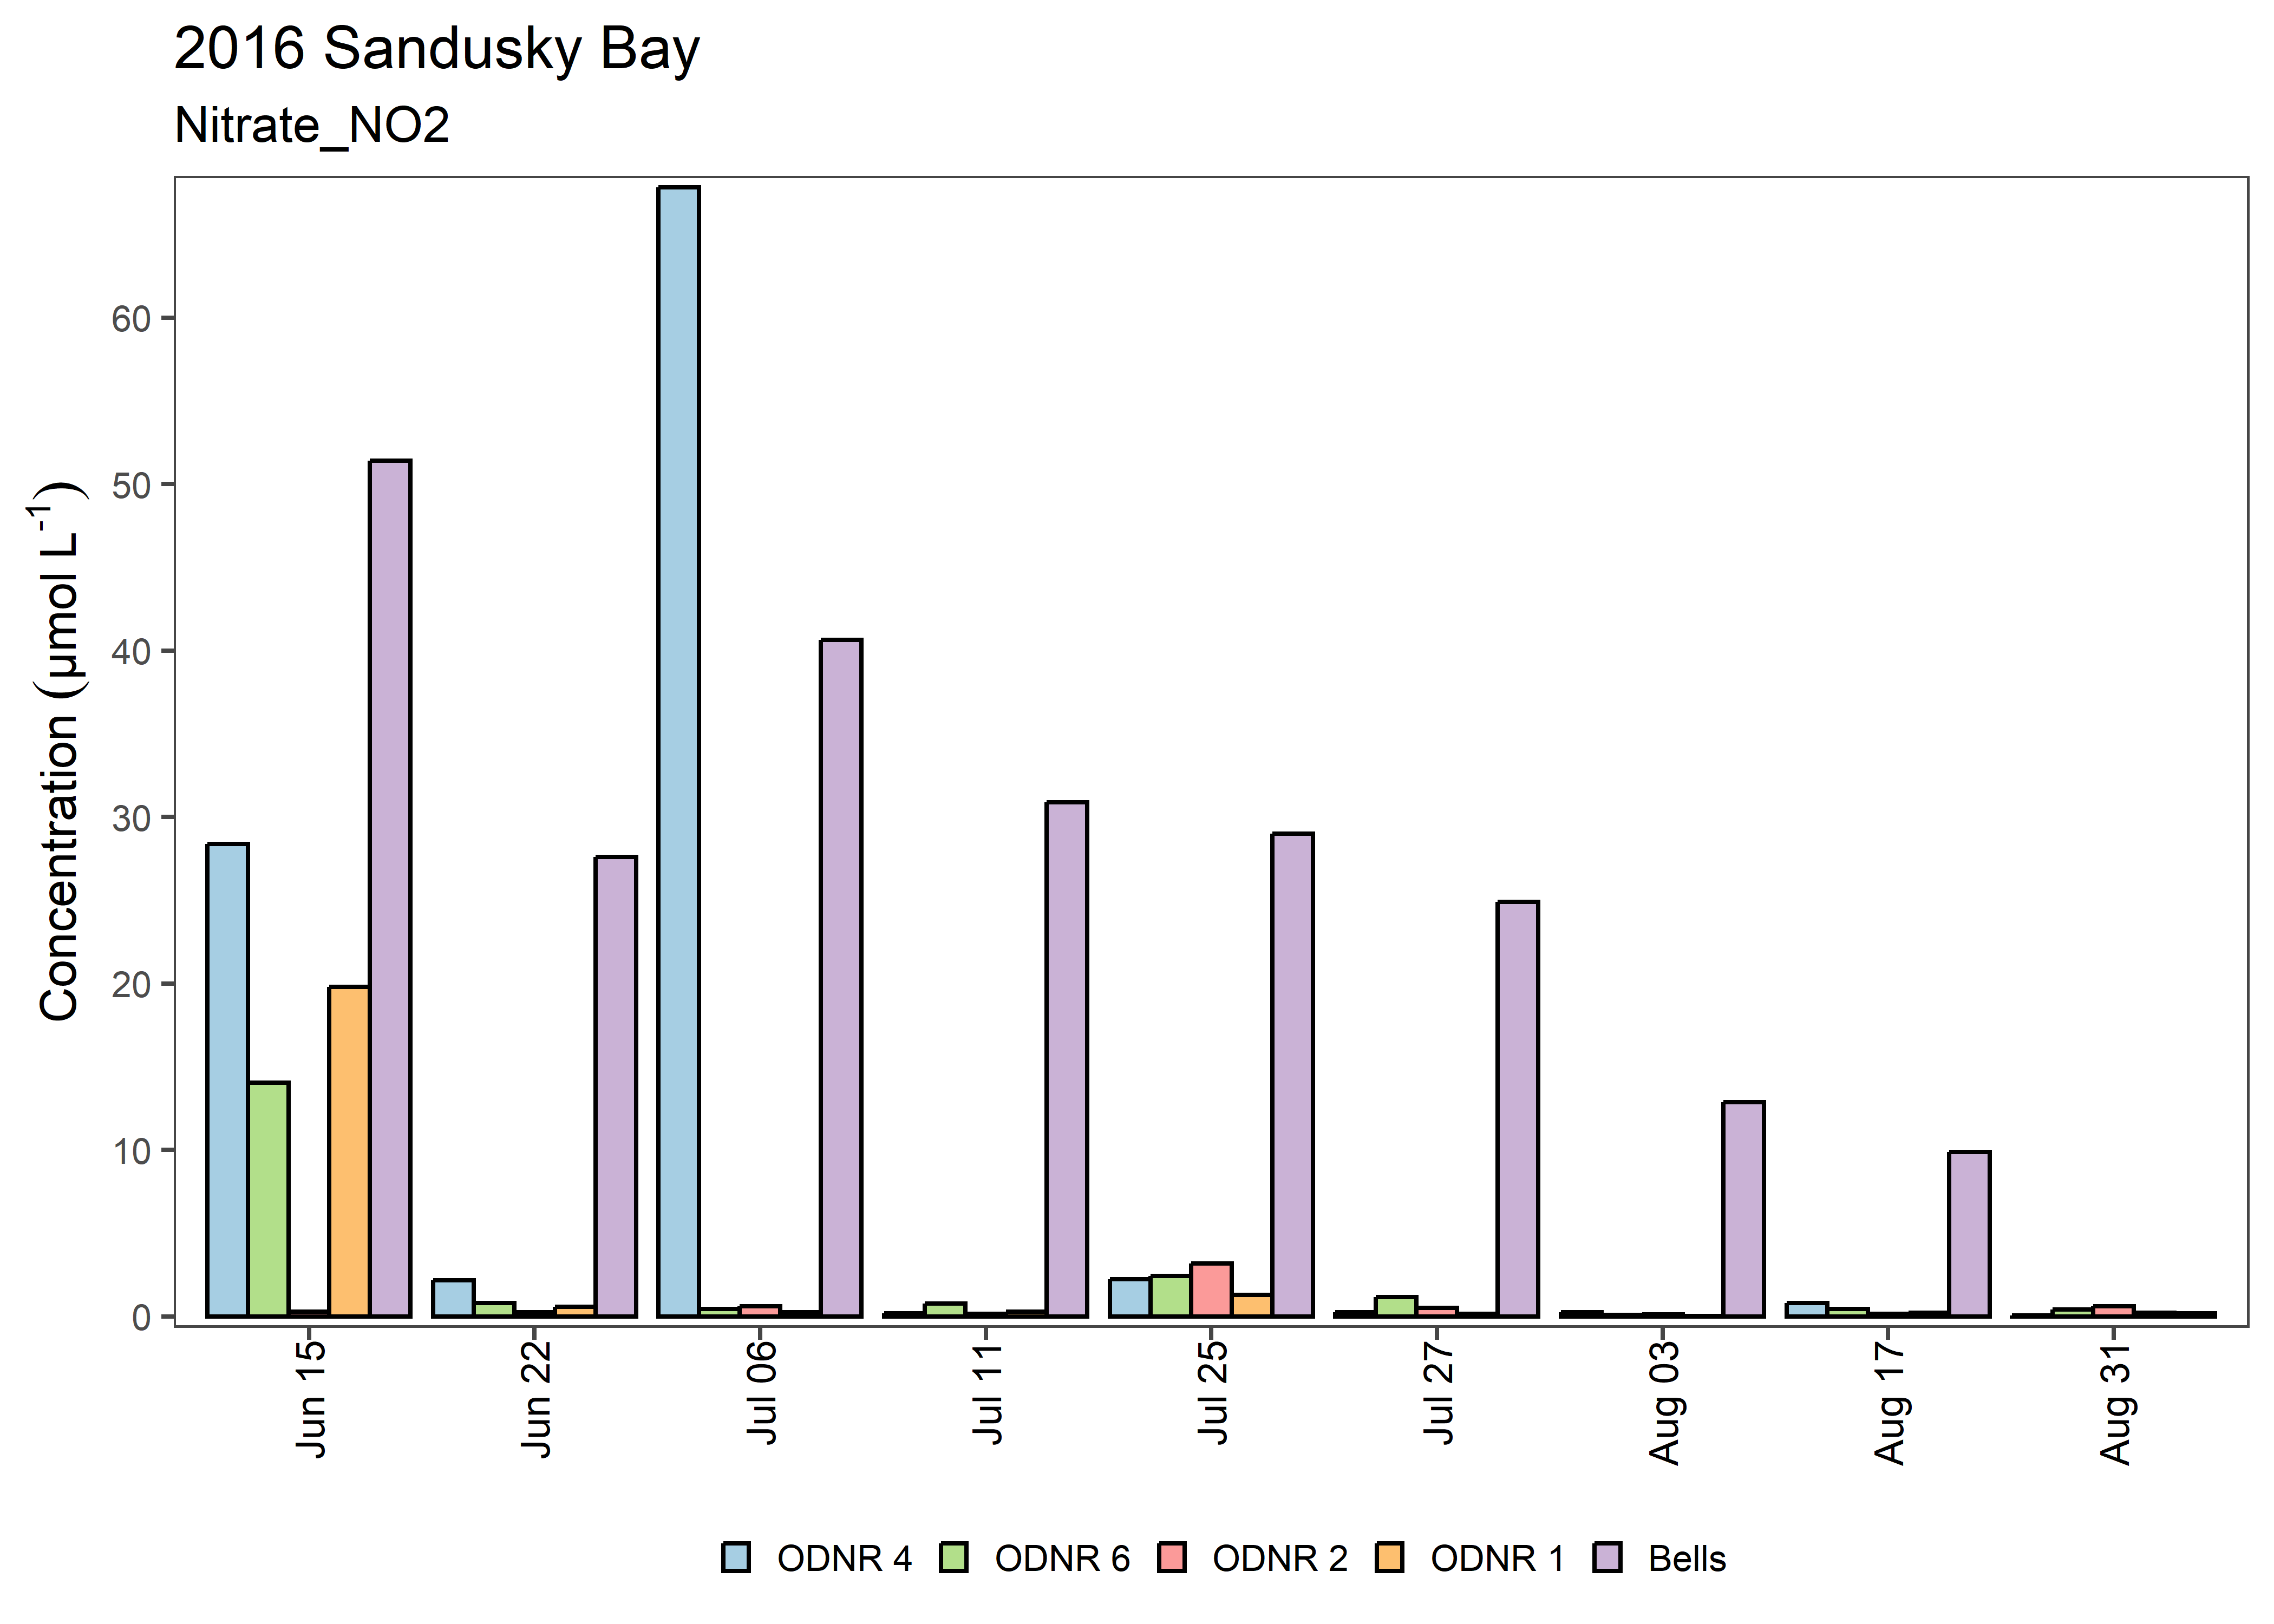 2016 Sandusky Bay
Nitrate_NO2
Concentration (μmol L⁻¹)
60
50
40
30
20
10
0
Jun 15 Jun 22 Jul 06 Jul 11 Jul 25 Jul 27 Aug 03 Aug 17 Aug 31
ODNR 4 ODNR 6 ODNR 2 ODNR 1 Bells